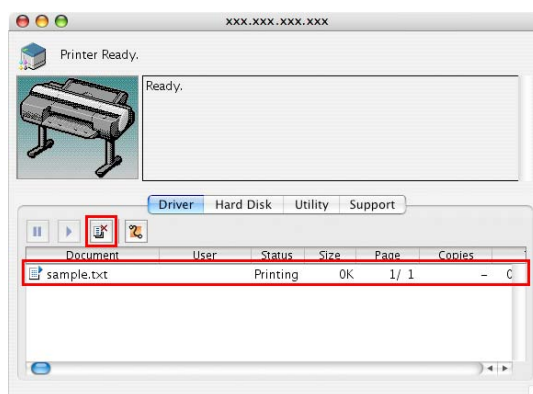 xxx.xxx.xxx.xxx
Printer Ready.
Ready.
Driver Hard Disk Utility Support
Document User Status Size Page Copies
sample.txt Printing 0K 1/ 1 –